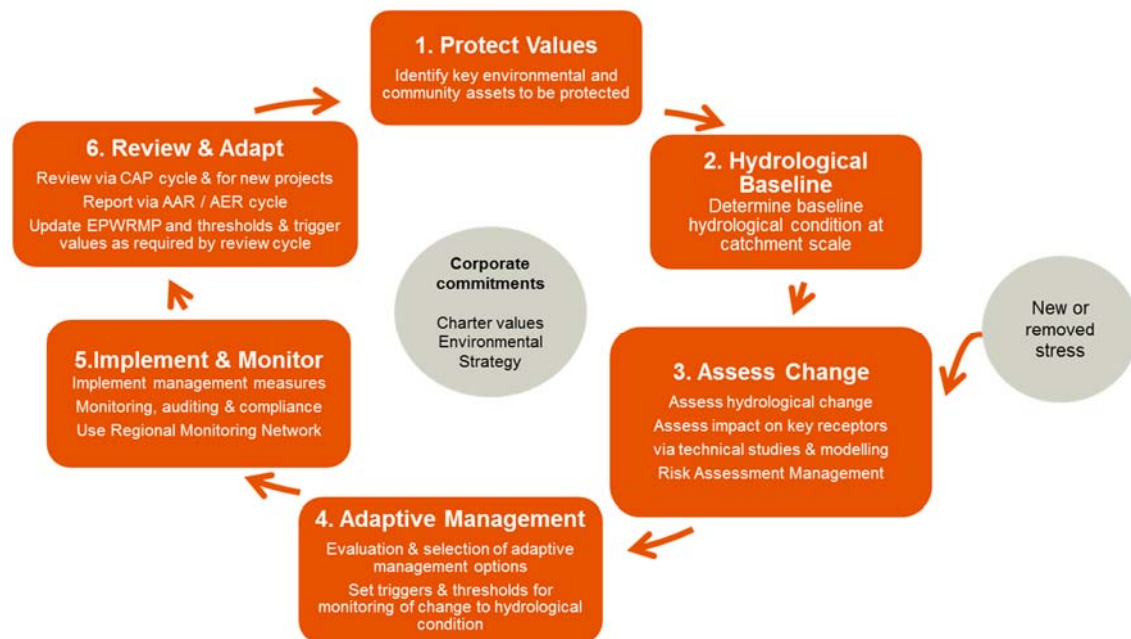 1. Protect Values
Identify key environmental and
community assets to be protected
2. Hydrological
Baseline
Determine baseline
hydrological condition at
catchment scale
New or
removed
stress
3. Assess Change
Assess hydrological change
Assess impact on key receptors
via technical studies & modelling
Risk Assessment Management
4. Adaptive Management
Evaluation & selection of adaptive
management options
Set triggers & thresholds for
monitoring of change to hydrological
condition
5.Implement & Monitor
Implement management measures
Monitoring, auditing & compliance
Use Regional Monitoring Network
6. Review & Adapt
Review via CAP cycle & for new projects
Report via AAR / AER cycle
Update EPWRMP and thresholds & trigger
values as required by review cycle
Corporate
commitments
Charter values
Environmental
Strategy